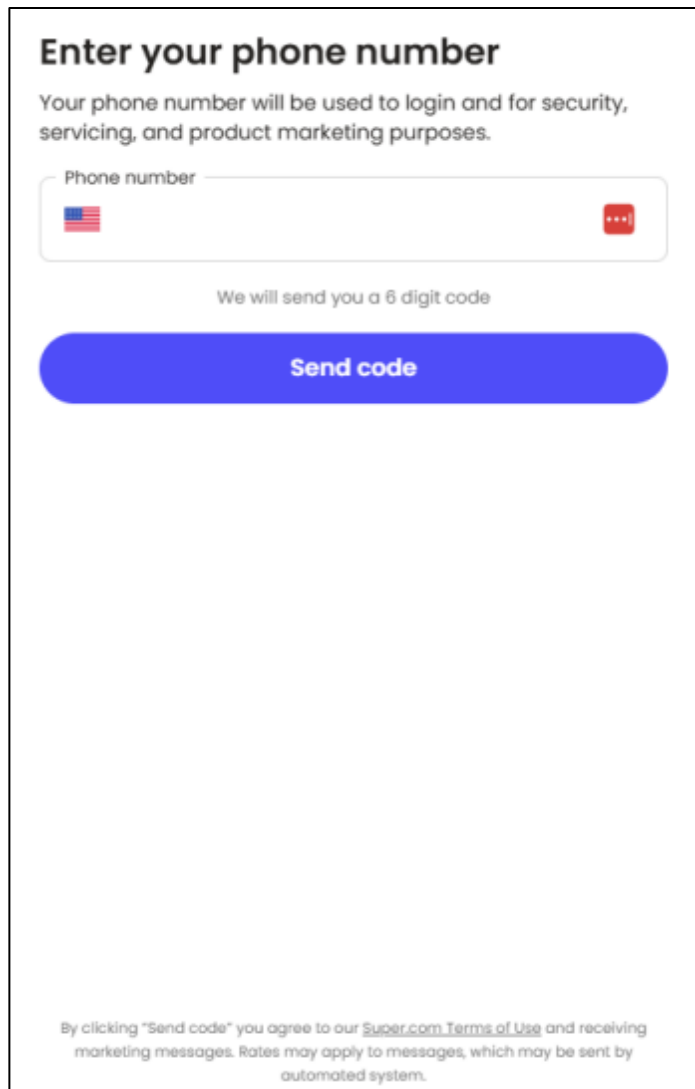 Enter your phone number
Your phone number will be used to login and for security,
servicing, and product marketing purposes.
Phone number
We will send you a 6 digit code
Send code
By clicking "Send code" you agree to our Super.com Terms of Use and receiving
marketing messages. Rates may apply to messages, which may be sent by
automated system.